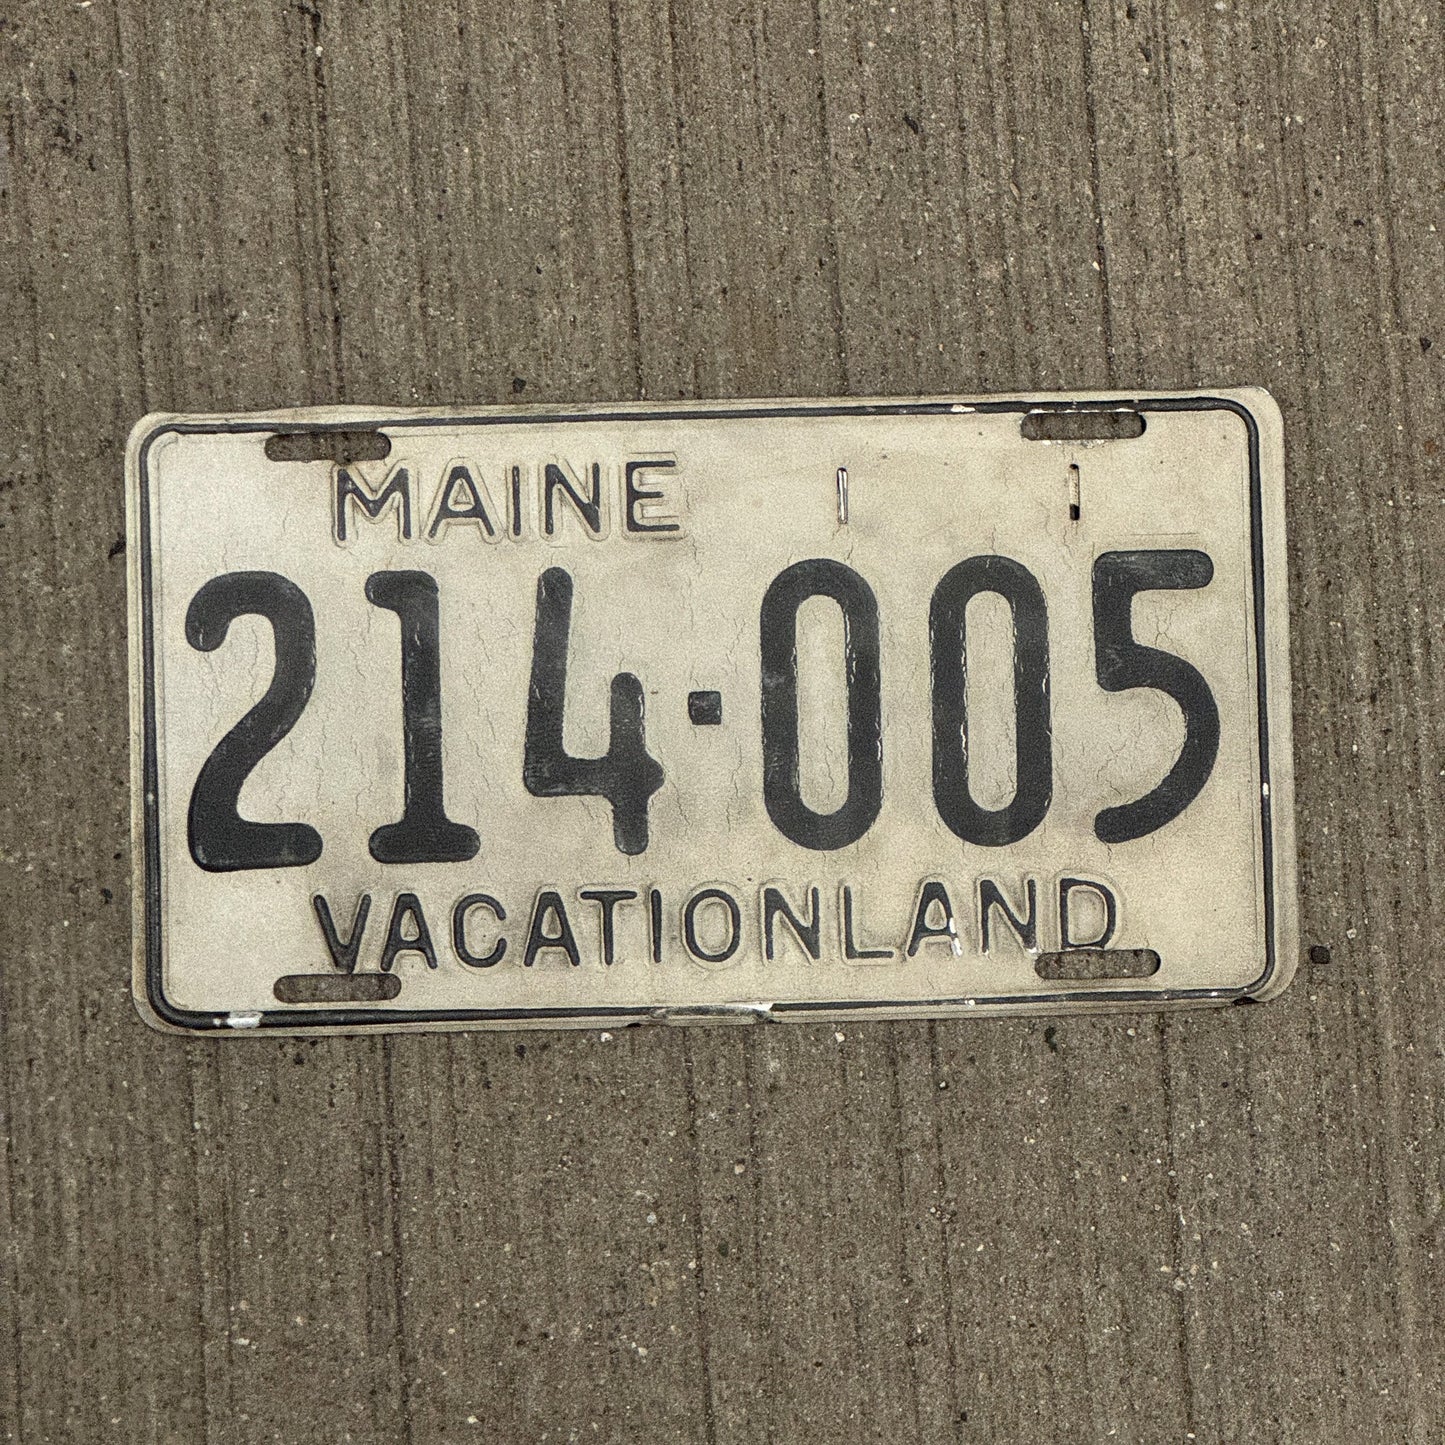 MAINE
214-005
VACATIONLAND